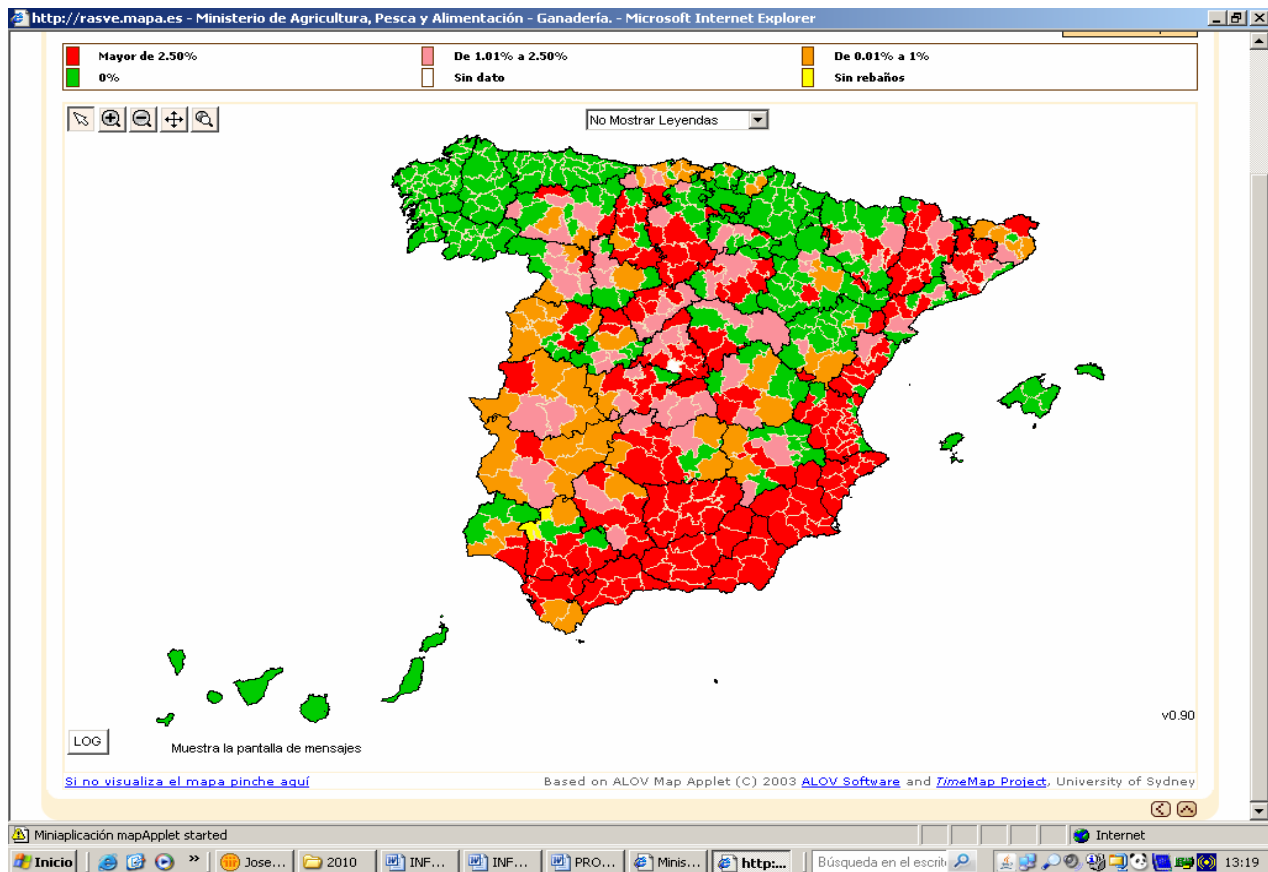 http://rasve.mapa.es - Ministerio de Agricultura, Pesca y Alimentación - Ganadería. - Microsoft Internet Explorer
Mayor de 2.50% De 1.01% a 2.50% De 0.01% a 1%
0% Sin dato Sin rebaños
No Mostrar Leyendas
v0.90
LOG Muestra la pantalla de mensajes
Si no visualiza el mapa pinche aquí Based on ALOV Map Applet (C) 2003 ALOV Software and TimeMap Project, University of Sydney
Miniaplicación mapApplet started Internet
Inicio » Jose... 2010 INF... INF... PRO... Minis... http:... Búsqueda en el escrit 13:19